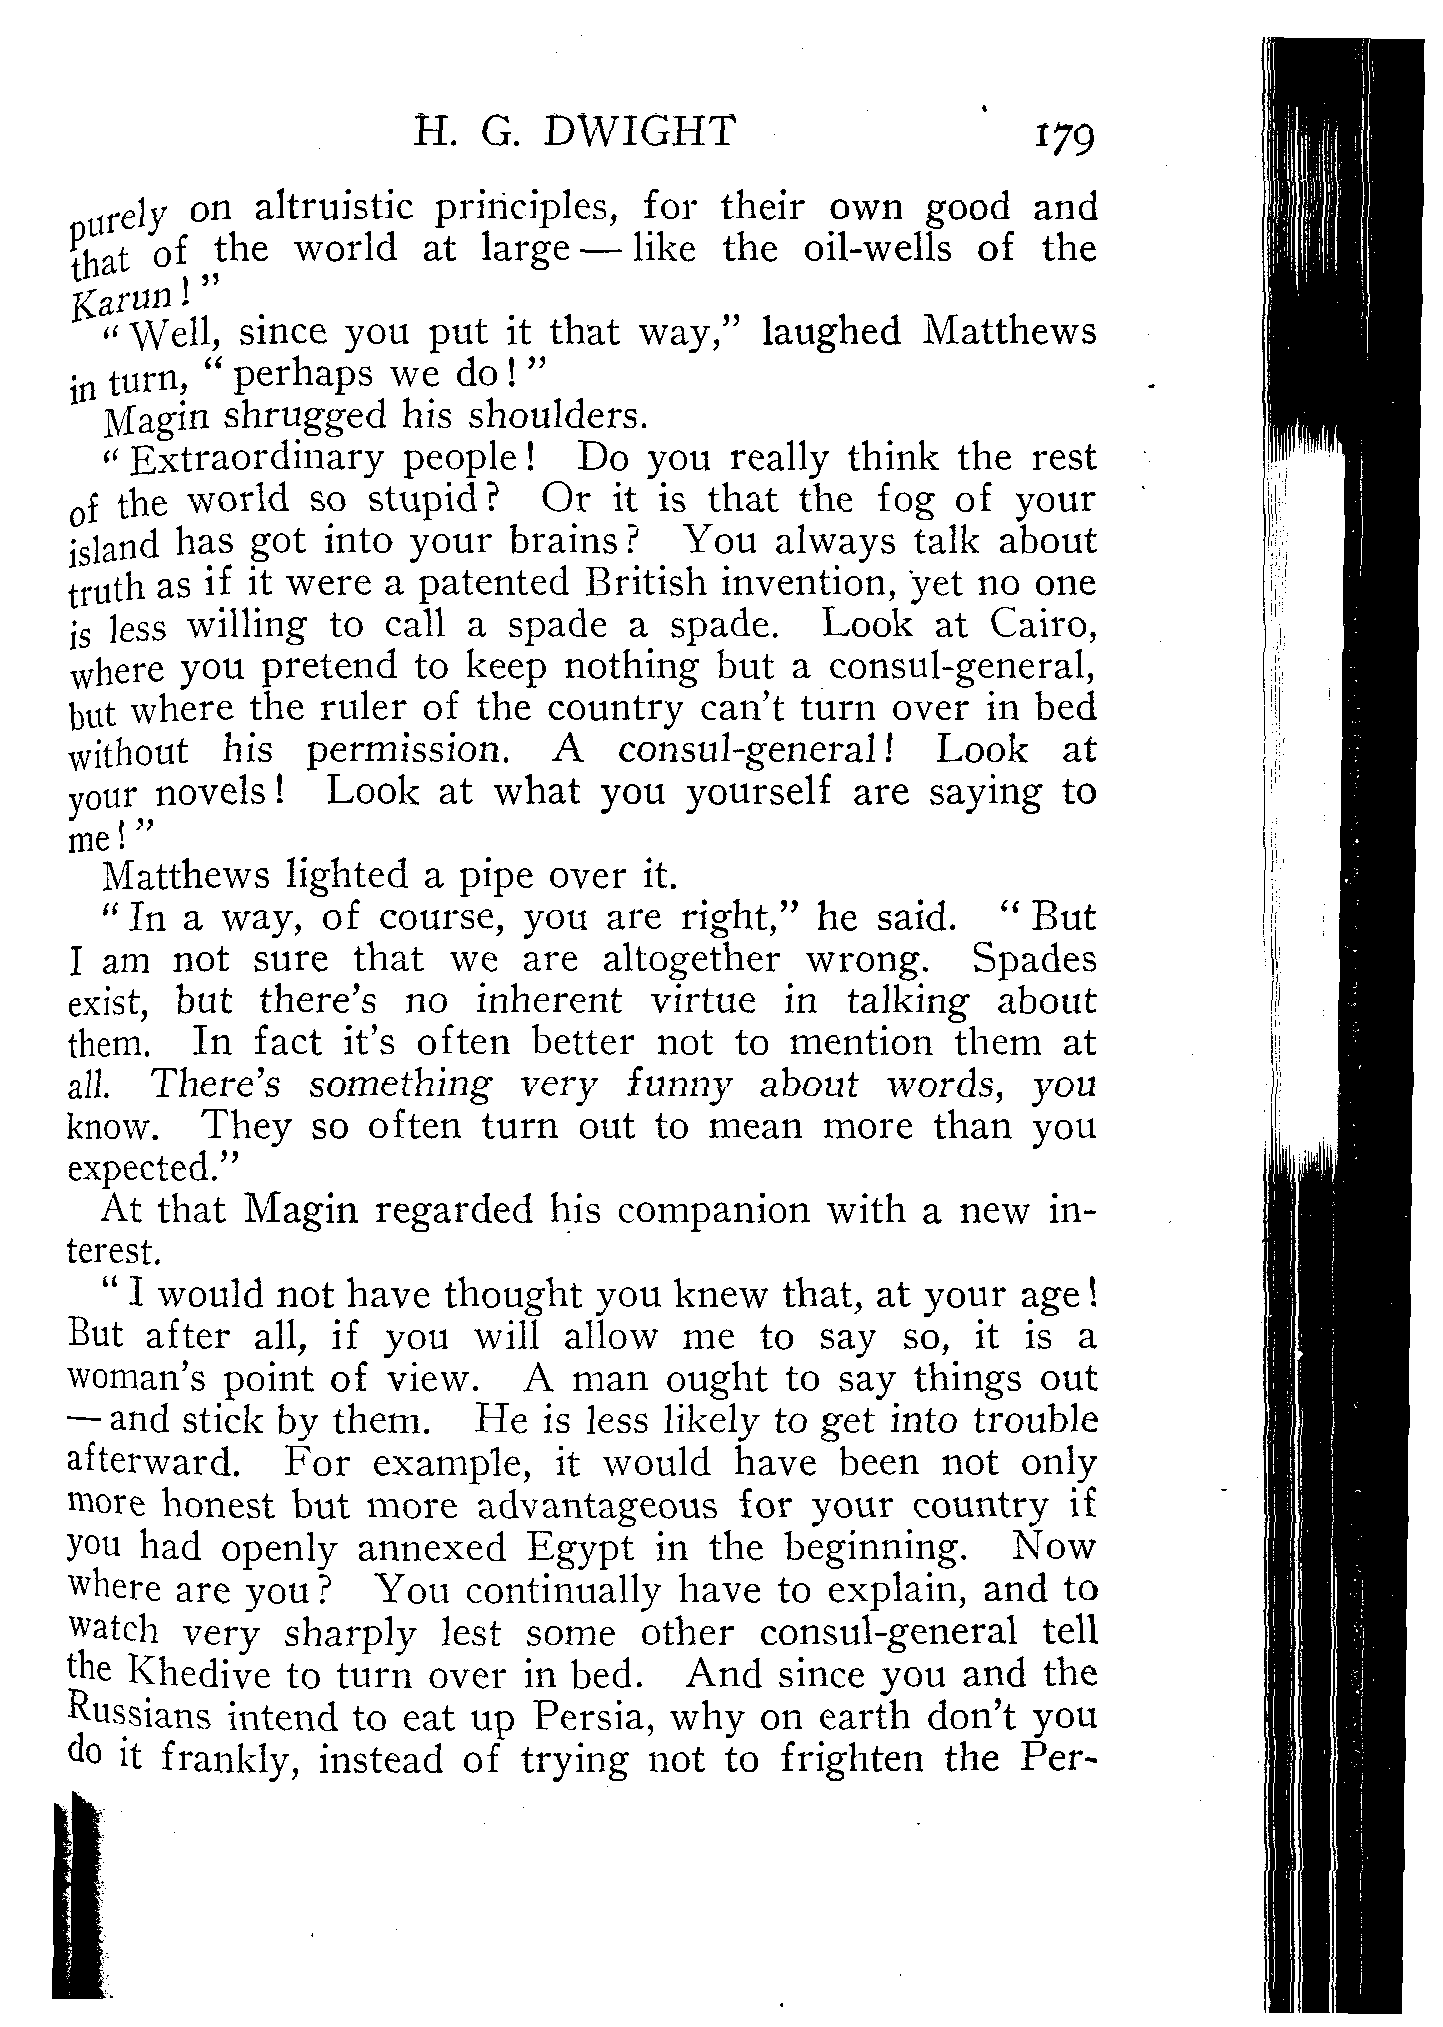 H. G. DWIGHT 179
purely on altruistic principles, for their own good and
that of the world at large — like the oil-wells of the
Karun! "
" Well, since you put it that way," laughed Matthews
in turn, " perhaps we do! "
Magin shrugged his shoulders.
" Extraordinary people! Do you really think the rest
of the world so stupid? Or it is that the fog of your
island has got into your brains? You always talk about
truth as if it were a patented British invention, yet no one
is less willing to call a spade a spade. Look at Cairo,
where you pretend to keep nothing but a consul-general,
but where the ruler of the country can't turn over in bed
without his permission. A consul-general! Look at
your novels! Look at what you yourself are saying to
me! "
Matthews lighted a pipe over it.
" In a way, of course, you are right," he said. " But
I am not sure that we are altogether wrong. Spades
exist, but there's no inherent virtue in talking about
them. In fact it's often better not to mention them at
all. There's something very funny about words, you
know. They so often turn out to mean more than you
expected."
At that Magin regarded his companion with a new in-
terest.
" I would not have thought you knew that, at your age!
But after all, if you will allow me to say so, it is a
woman's point of view. A man ought to say things out
— and stick by them. He is less likely to get into trouble
afterward. For example, it would have been not only
more honest but more advantageous for your country if
you had openly annexed Egypt in the beginning. Now
where are you? You continually have to explain, and to
watch very sharply lest some other consul-general tell
the Khedive to turn over in bed. And since you and the
Russians intend to eat up Persia, why on earth don't you
do it frankly, instead of trying not to frighten the Per-